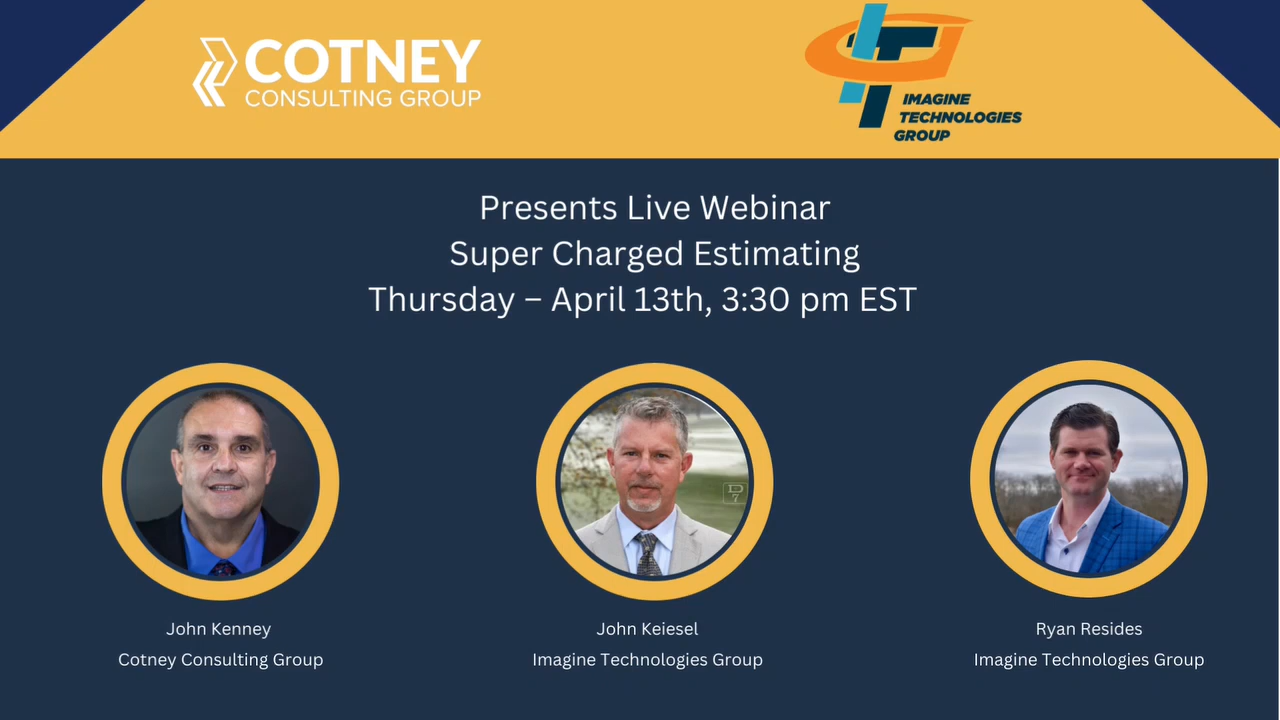 COTNEY
CONSULTING GROUP
IMAGINE
TECHNOLOGIES
GROUP
Presents Live Webinar
Super Charged Estimating
Thursday – April 13th, 3:30 pm EST
D
7
John Kenney
Cotney Consulting Group
John Keiesel
Imagine Technologies Group
Ryan Resides
Imagine Technologies Group